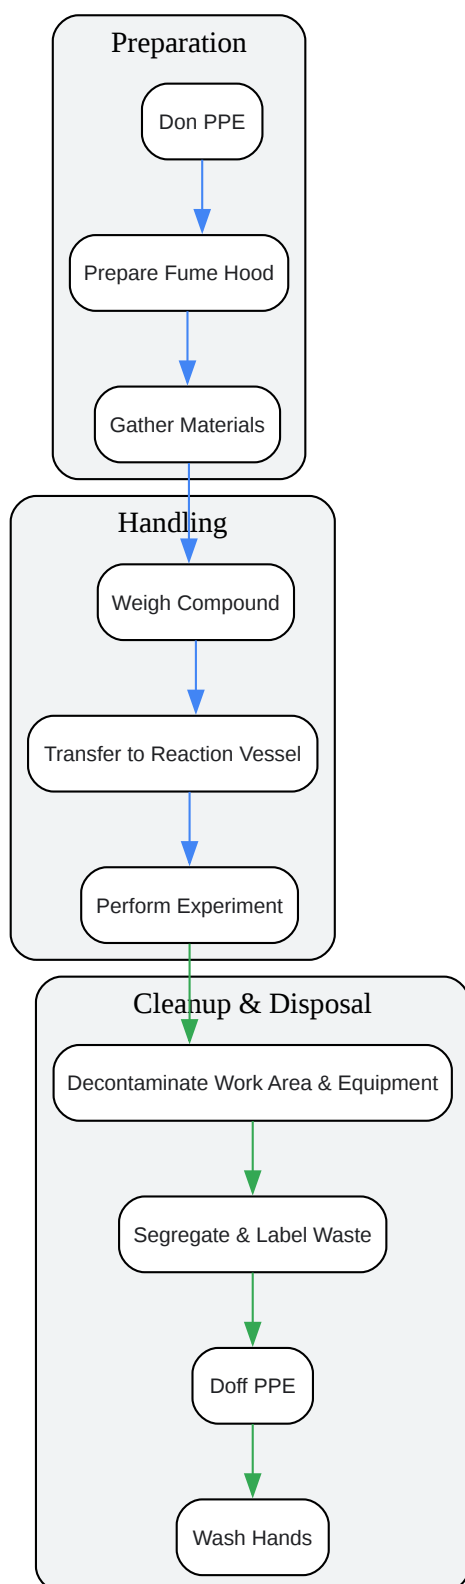 Preparation
Don PPE
Prepare Fume Hood
Gather Materials
Handling
Weigh Compound
Transfer to Reaction Vessel
Perform Experiment
Cleanup & Disposal
Decontaminate Work Area & Equipment
Segregate & Label Waste
Doff PPE
Wash Hands